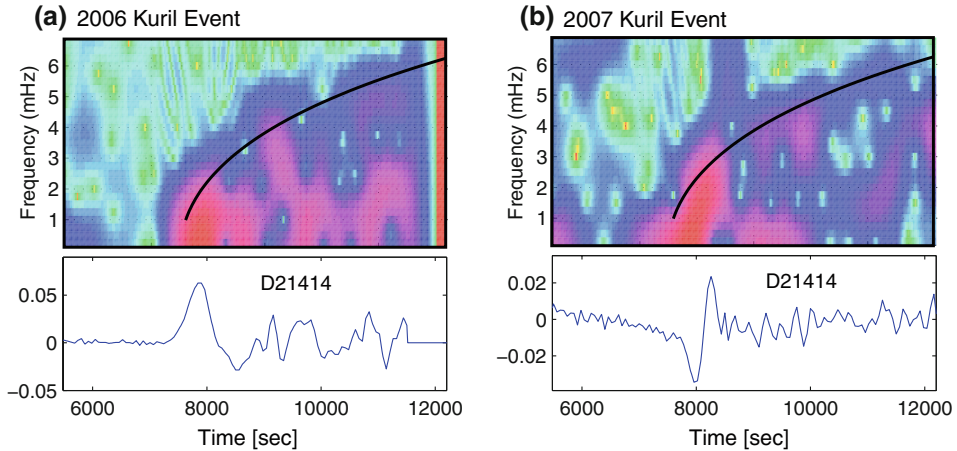 (a) 2006 Kuril Event
Frequency (mHz)
6
5
4
3
2
1
D21414
0.05
0
−0.05
6000 8000 10000 12000
Time [sec]
(b) 2007 Kuril Event
Frequency (mHz)
6
5
4
3
2
1
D21414
0.02
0
−0.02
6000 8000 10000 12000
Time [sec]